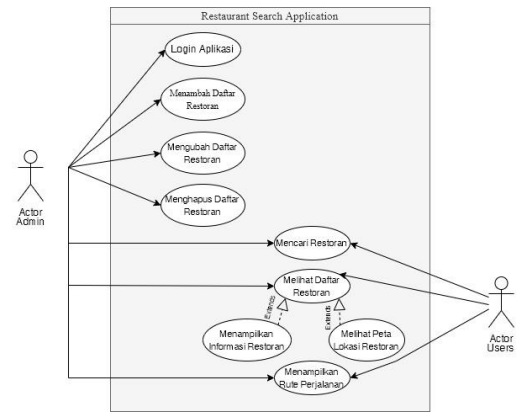 Restaurant Search Application
Login Aplikasi
Menambah Daftar
Restoran
Mengubah Daftar
Restoran
Menghapus Daftar
Restoran
Actor
Admin
Mencari Restoran
Melihat Daftar
Restoran
Extends
Extends
Menampilkan
Informasi Restoran
Melihat Peta
Lokasi Restoran
Menampilkan
Rute Perjalanan
Actor
Users